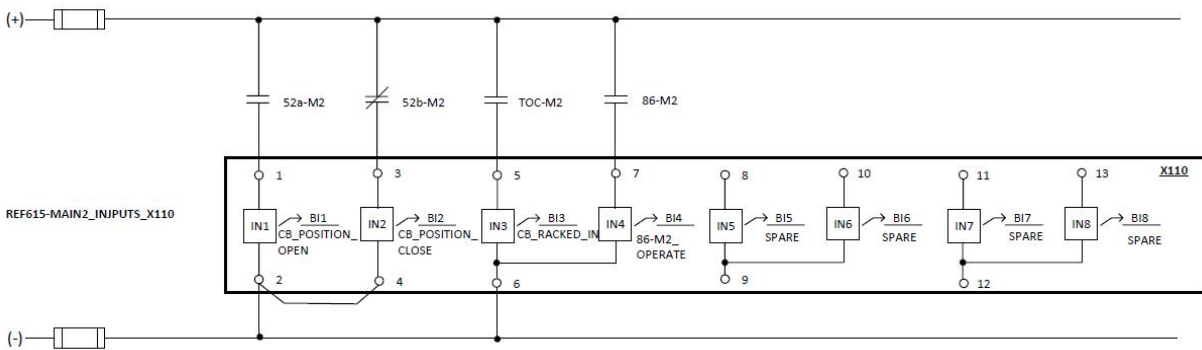 (+)
52a-M2
52b-M2
TOC-M2
86-M2
X110
1
3
5
7
8
10
11
13
REF615-MAIN2_INJPUTS_X110
IN1
BI1
CB_POSITION_
OPEN
IN2
BI2
CB_POSITION_
CLOSE
IN3
BI3
CB_RACKED_IN
IN4
BI4
86-M2_
OPERATE
IN5
BI5
SPARE
IN6
BI6
SPARE
IN7
BI7
SPARE
IN8
BI8
SPARE
2
4
6
9
12
(-)